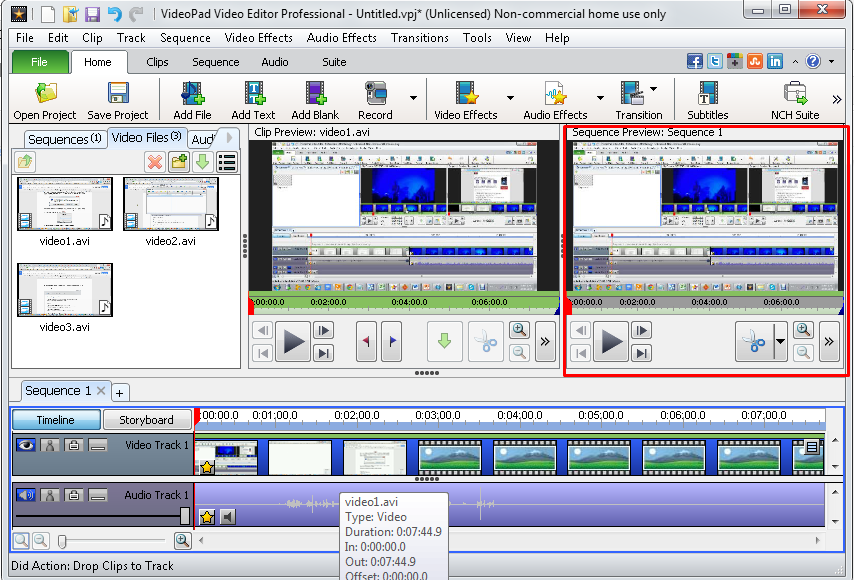 VideoPad Video Editor Professional - Untitled.vpj* (Unlicensed) Non-commercial home use only
File Edit Clip Track Sequence Video Effects Audio Effects Transitions Tools View Help
File Home Clips Sequence Audio Suite
Open Project Save Project Add File Add Text Add Blank Record Video Effects Audio Effects Transition Subtitles NCH Suite
Sequences (1) Video Files (3) Aud
Clip Preview: video1.avi
Sequence Preview: Sequence 1
video1.avi video2.avi
video3.avi
:00:00.0 0:02:00.0 0:04:00.0 0:06:00.0
:00:00.0 0:02:00.0 0:04:00.0 0:06:00.0
Sequence 1
Timeline Storyboard
:00:00.0 0:01:00.0 0:02:00.0 0:03:00.0 0:04:00.0 0:05:00.0 0:06:00.0 0:07:00.0
Video Track 1
Audio Track 1
video1.avi
Type: Video
Duration: 0:07:44.9
In: 0:00:00.0
Out: 0:07:44.9
Offset: 0:00:00.0
Did Action: Drop Clips to Track